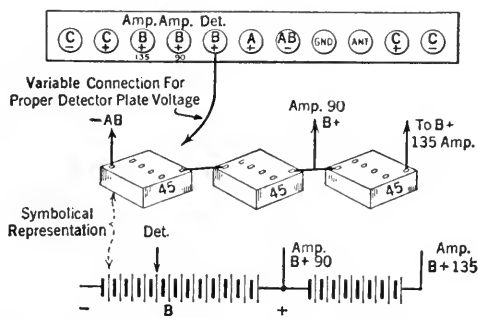 Amp. Amp. Det.
C – C + B + 135 B + 90 B + A + AB – GND ANT C + C –
Variable Connection For
Proper Detector Plate Voltage
–AB
Amp. 90
B+
To B+
135 Amp.
45 45 45
Symbolical
Representation
Det.
Amp.
B+90
Amp.
B+135
– B +